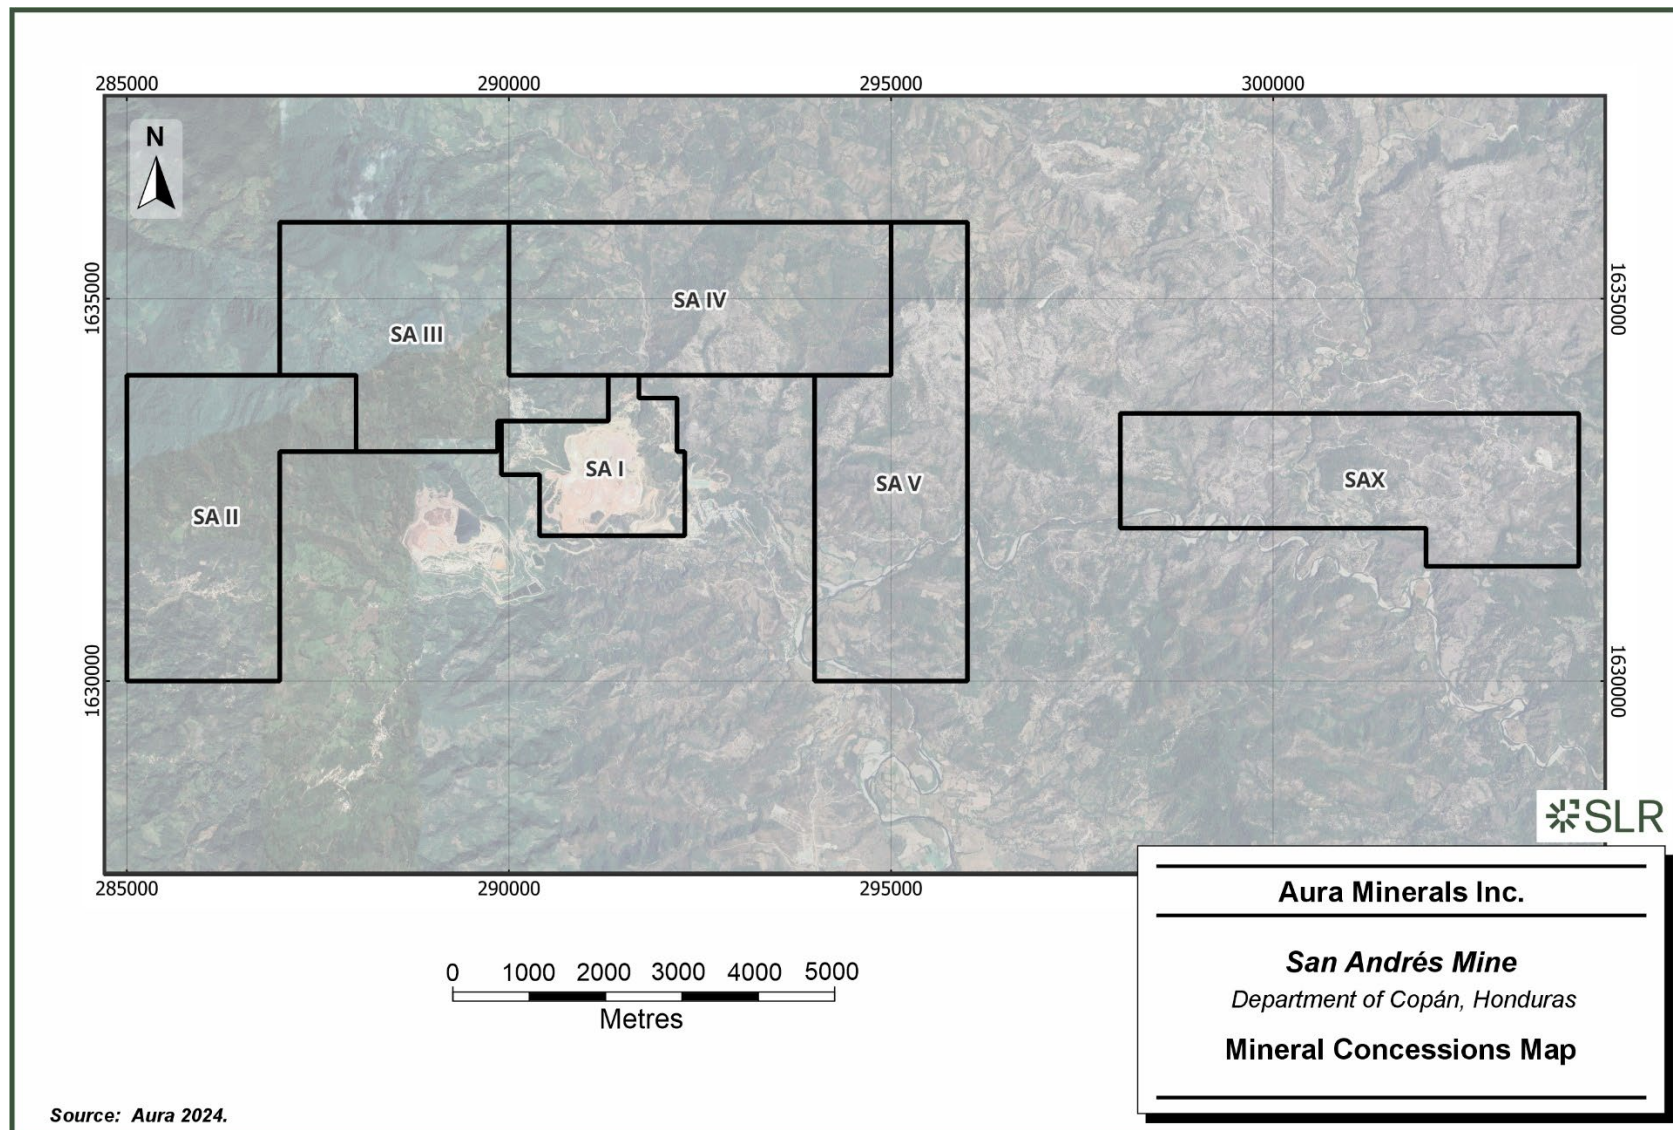 285000 290000 295000 300000
N
1635000 1635000
SA IV
SA III
SA I
SAX
SA V
SA II
1630000 1630000
SLR
285000 290000 295000
Aura Minerals Inc.
San Andrés Mine
Department of Copán, Honduras
Mineral Concessions Map
0 1000 2000 3000 4000 5000
Metres
Source: Aura 2024.